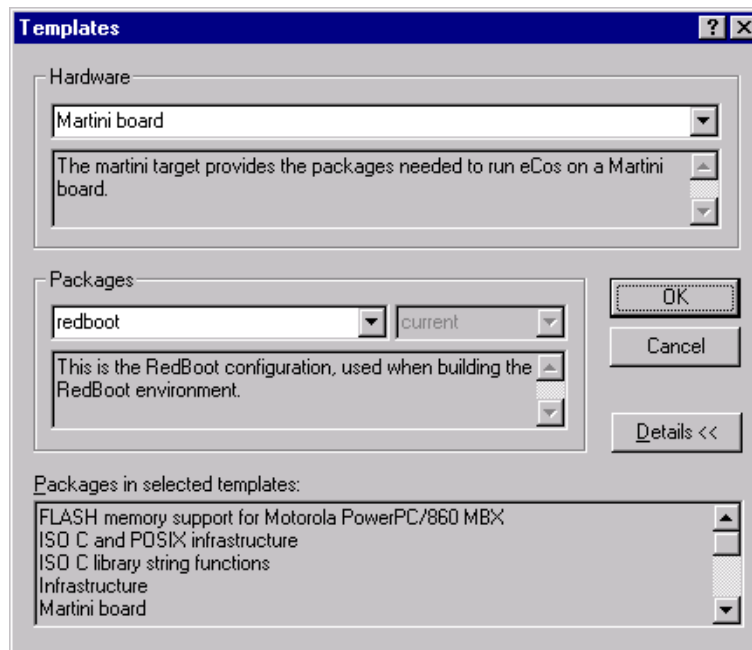 Templates
Hardware
Martini board
The martini target provides the packages needed to run eCos on a Martini
board.
Packages
redboot
current
This is the RedBoot configuration, used when building the
RedBoot environment.
OK
Cancel
Details <<
Packages in selected templates:
FLASH memory support for Motorola PowerPC/860 MBX
ISO C and POSIX infrastructure
ISO C library string functions
Infrastructure
Martini board